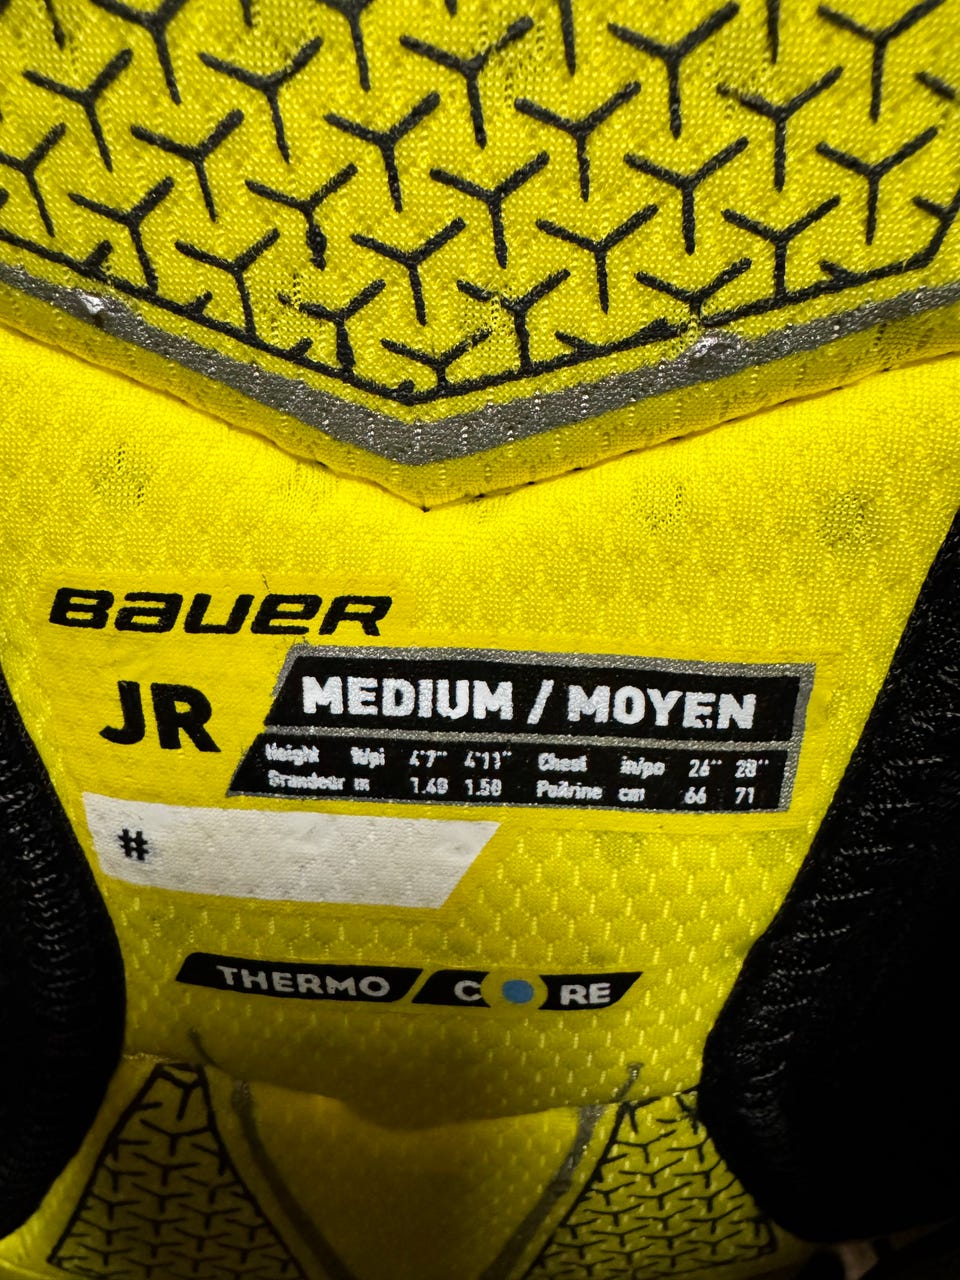 BAUER
JR
MEDIUM / MOYEN
Height ft/pi 4'7" 4'11" Chest in/po 26" 28"
Grandeur m 1.40 1.50 Poitrine cm 66 71
#
THERMO CORE